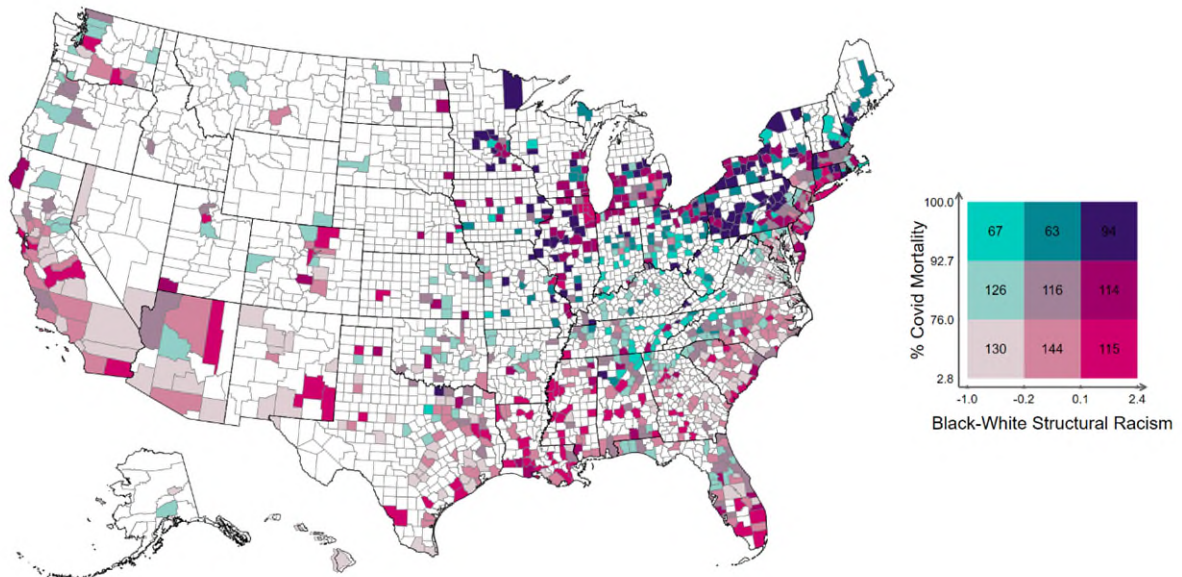 100.0
67 63 94
92.7
126 116 114
76.0
130 144 115
2.8
% Covid Mortality
-1.0 -0.2 0.1 2.4
Black-White Structural Racism